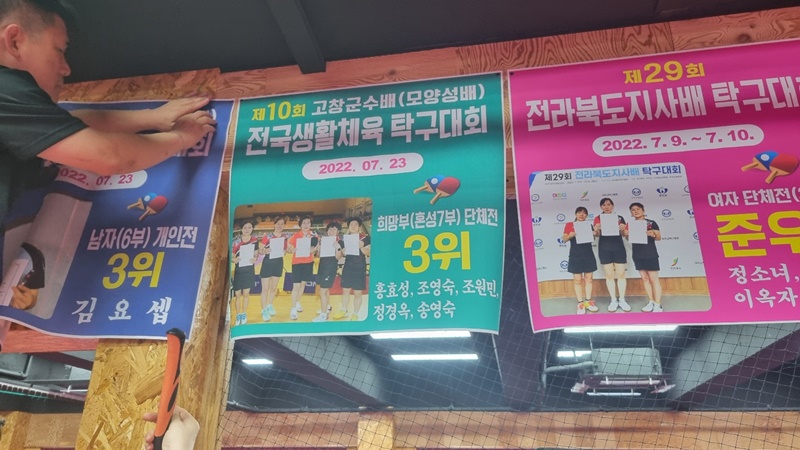 2022. 07. 23
남자(6부) 개인전
3위
김요셉
제10회 고창군수배(모양성배)
전국생활체육 탁구대회
2022. 07. 23
희망부(혼성7부) 단체전
3위
홍효성, 조영숙, 조원민,
정경옥, 송영숙
제29회
전라북도지사배 탁구대회
2022. 7. 9. ~ 7. 10.
제29회 전라북도지사배 탁구대회
여자 단체전(
준우
정소녀,
이옥자